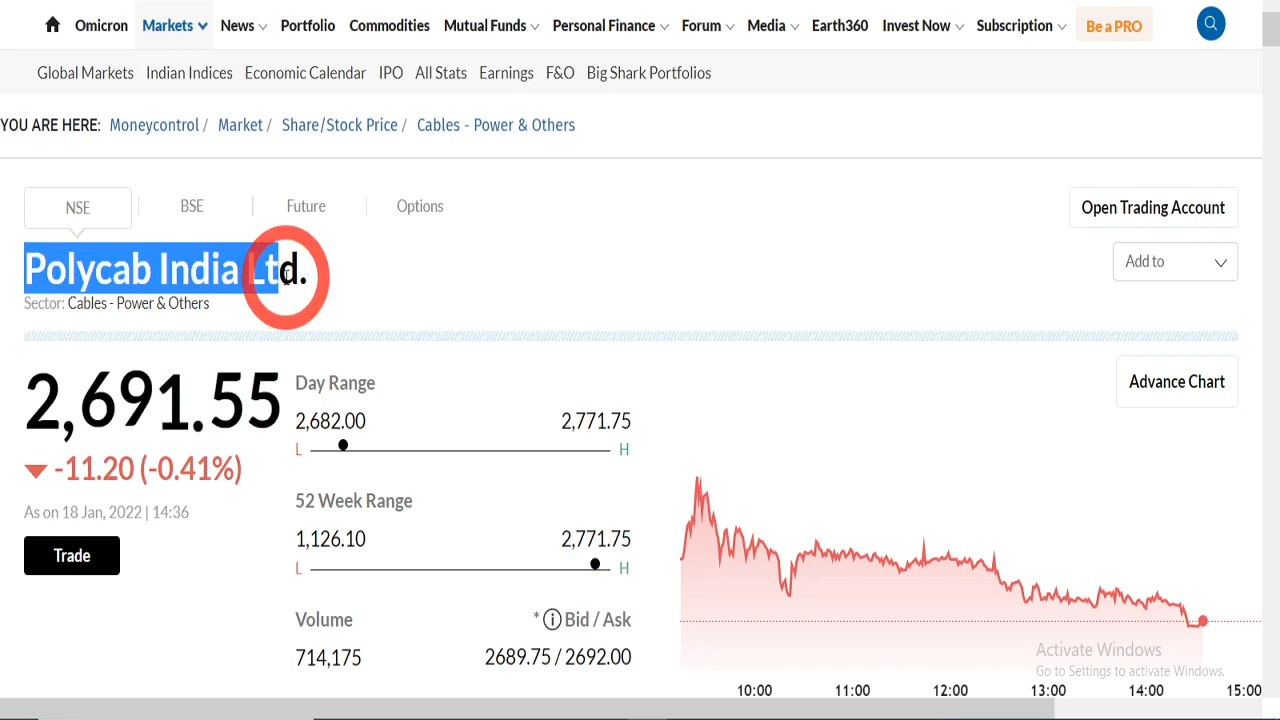 Omicron Markets News Portfolio Commodities Mutual Funds Personal Finance Forum Media Earth360 Invest Now Subscription Be a PRO
Global Markets Indian Indices Economic Calendar IPO All Stats Earnings F&O Big Shark Portfolios
YOU ARE HERE: Moneycontrol / Market / Share/Stock Price / Cables - Power & Others
NSE BSE Future Options
Open Trading Account
Polycab India Ltd.
Add to
Sector: Cables - Power & Others
2,691.55
Day Range
Advance Chart
2,682.00 2,771.75
L H
-11.20 (-0.41%)
52 Week Range
As on 18 Jan, 2022 | 14:36
1,126.10 2,771.75
Trade
L H
Volume * i Bid / Ask
714,175 2689.75 / 2692.00
Activate Windows
Go to Settings to activate Windows.
10:00 11:00 12:00 13:00 14:00 15:00